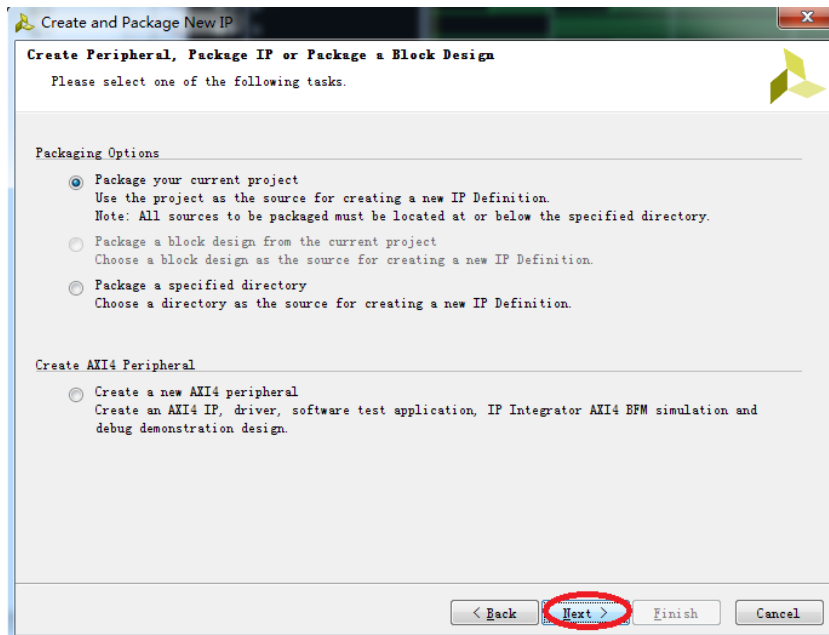 Create and Package New IP
Create Peripheral, Package IP or Package a Block Design
Please select one of the following tasks.
Packaging Options
Package your current project
Use the project as the source for creating a new IP Definition.
Note: All sources to be packaged must be located at or below the specified directory.
Package a block design from the current project
Choose a block design as the source for creating a new IP Definition.
Package a specified directory
Choose a directory as the source for creating a new IP Definition.
Create AXI4 Peripheral
Create a new AXI4 peripheral
Create an AXI4 IP, driver, software test application, IP Integrator AXI4 BFM simulation and
debug demonstration design.
< Back Next > Finish Cancel